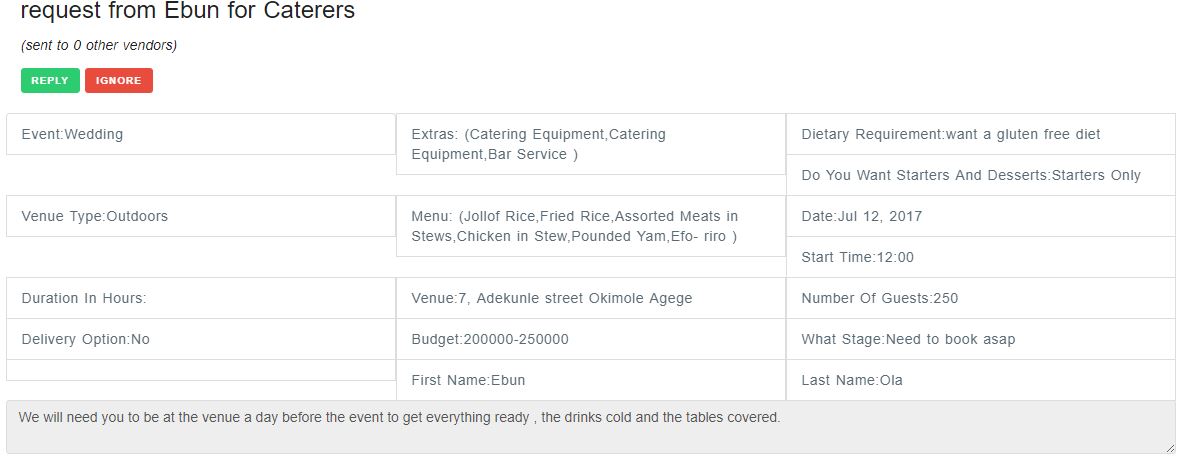 request from Ebun for Caterers
(sent to 0 other vendors)
REPLY IGNORE
Event:Wedding
Extras: (Catering Equipment,Catering
Equipment,Bar Service )
Dietary Requirement:want a gluten free diet
Do You Want Starters And Desserts:Starters Only
Venue Type:Outdoors
Menu: (Jollof Rice,Fried Rice,Assorted Meats in
Stews,Chicken in Stew,Pounded Yam,Efo- riro )
Date:Jul 12, 2017
Start Time:12:00
Duration In Hours:
Venue:7, Adekunle street Okimole Agege
Number Of Guests:250
Delivery Option:No
Budget:200000-250000
What Stage:Need to book asap
First Name:Ebun
Last Name:Ola
We will need you to be at the venue a day before the event to get everything ready , the drinks cold and the tables covered.